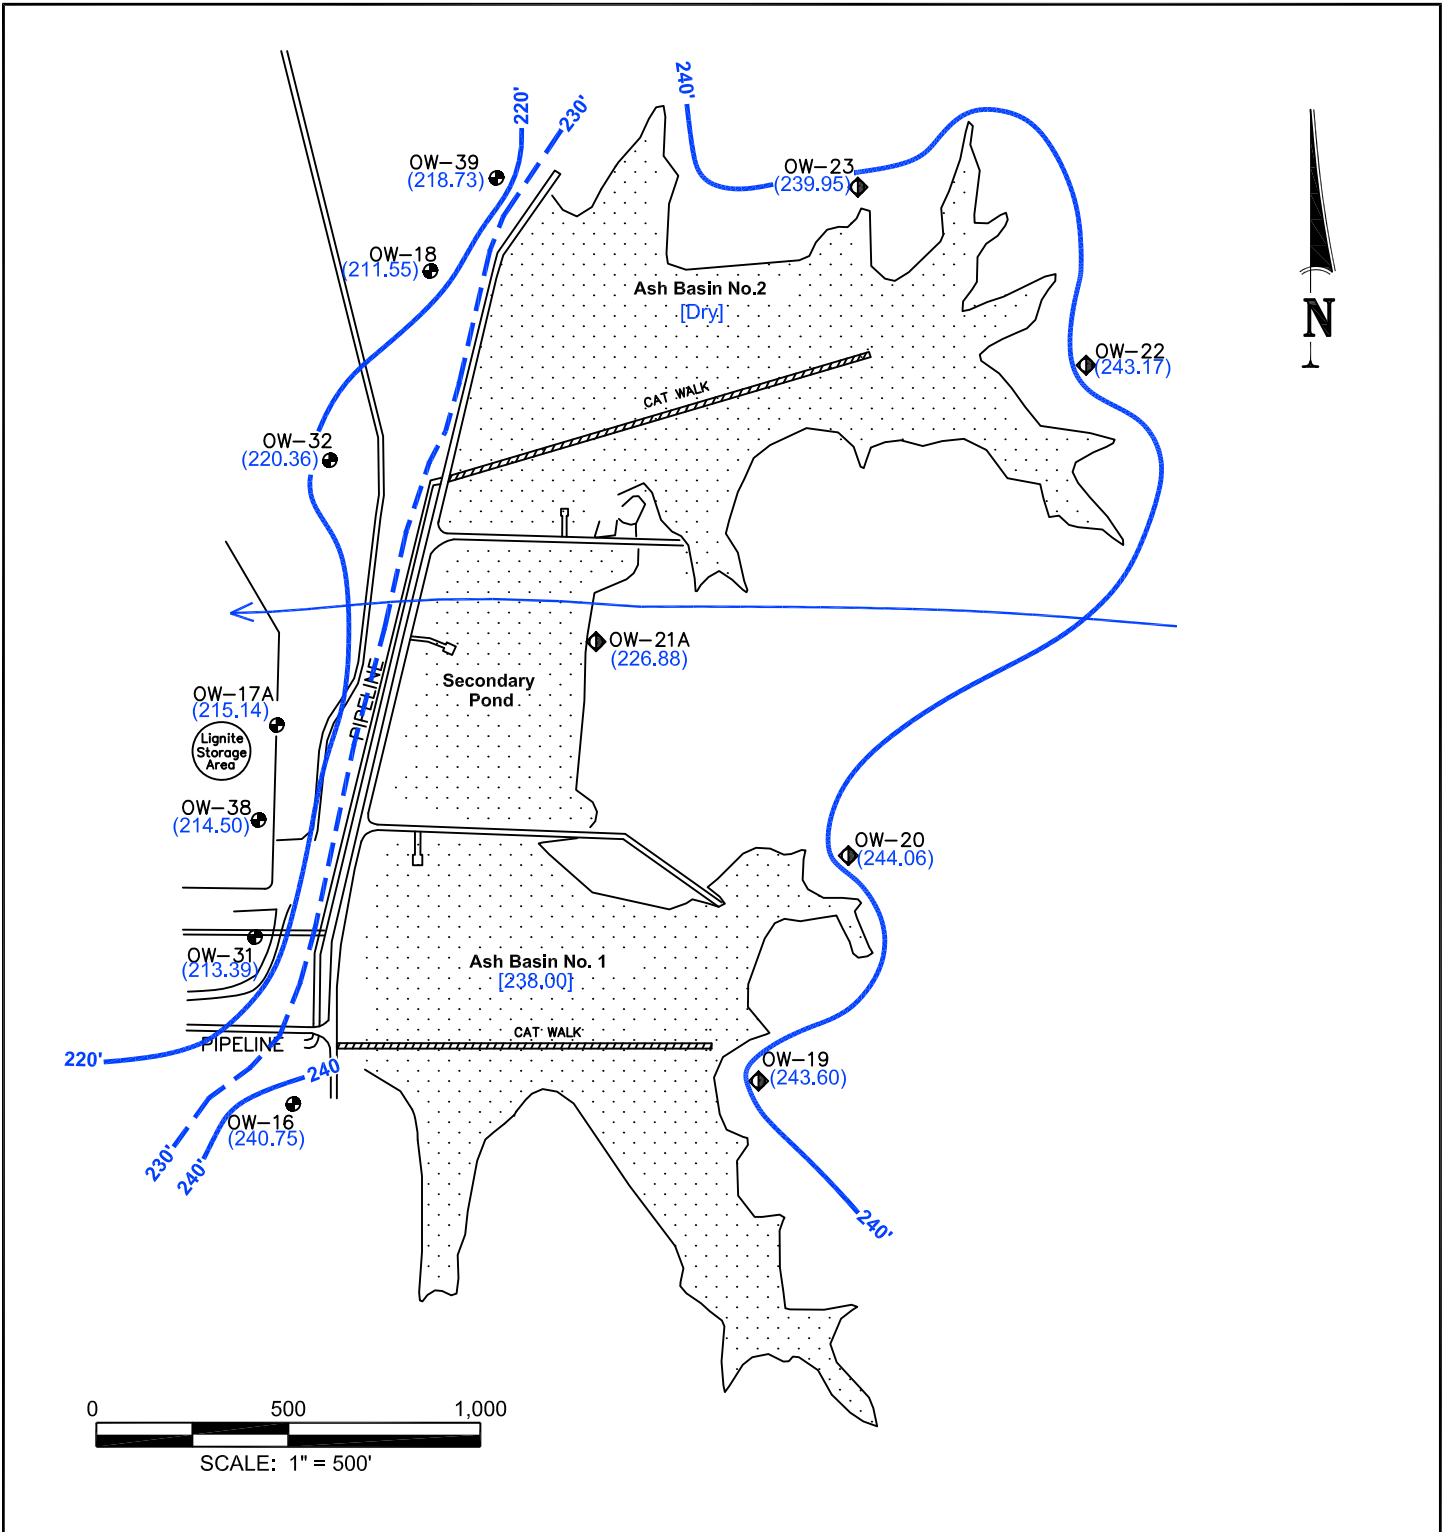 240'
220'
230'
OW-39
(218.73)
OW-23
(239.95)
OW-18
(211.55)
Ash Basin No.2
[Dry]
N
OW-22
(243.17)
CAT WALK
OW-32
(220.36)
OW-21A
(226.88)
Secondary
Pond
PIPELINE
OW-17A
(215.14)
Lignite
Storage
Area
OW-38
(214.50)
OW-20
(244.06)
OW-31
(213.39)
Ash Basin No. 1
[238.00]
CAT WALK
PIPELINE
220'
240
OW-19
(243.60)
OW-16
(240.75)
230'
240'
240'
0 500 1,000
SCALE: 1" = 500'